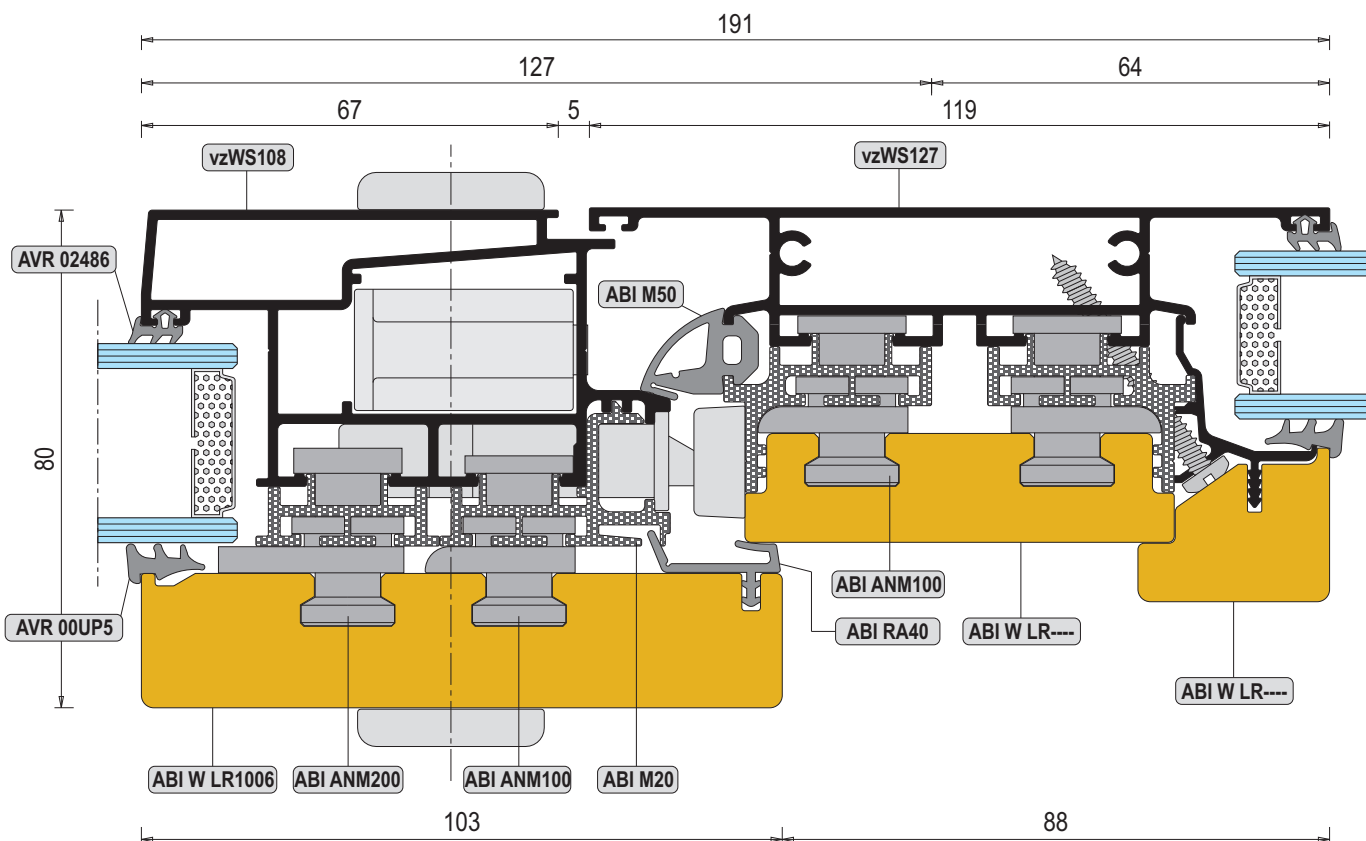 191
127 64
67 5 119
vzWS108 vzWS127
AVR 02486
ABI M50
80
ABI ANM100
AVR 00UP5 ABI RA40 ABI W LR----
ABI W LR----
ABI W LR1006 ABI ANM200 ABI ANM100 ABI M20
103 88